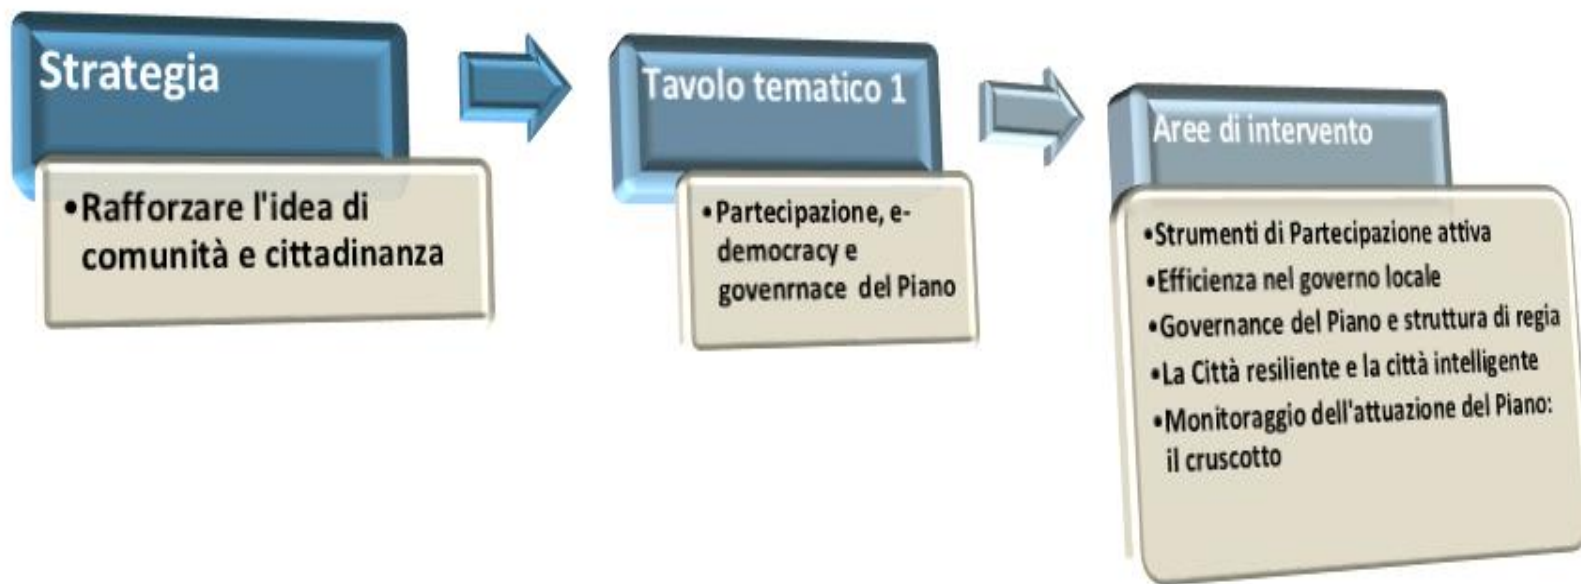 Strategia
•Rafforzare l'idea di
comunità e cittadinanza
Tavolo tematico 1
•Partecipazione, e-
democracy e
govenrnace del Piano
Aree di intervento
•Strumenti di Partecipazione attiva
•Efficienza nel governo locale
•Governance del Piano e struttura di regia
•La Città resiliente e la città intelligente
•Monitoraggio dell'attuazione del Piano:
il cruscotto